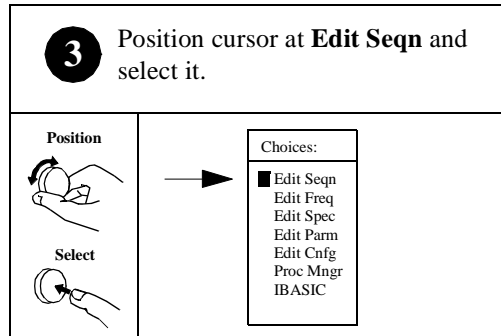 3
Position cursor at Edit Seqn and
select it.
Position
Select
Choices:
Edit Seqn
Edit Freq
Edit Spec
Edit Parm
Edit Cnfg
Proc Mngr
IBASIC